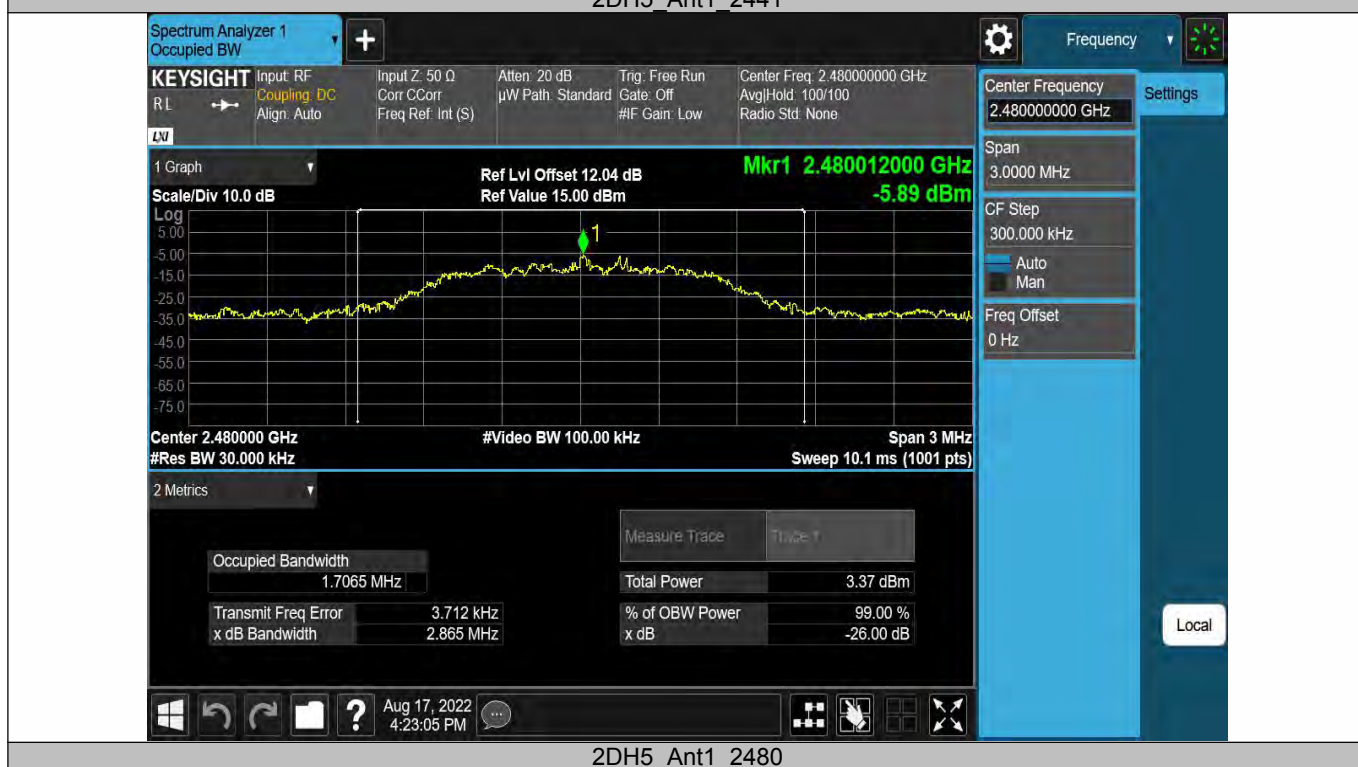 2DH5_Ant1_2441
Spectrum Analyzer 1
Occupied BW
+
Frequency
KEYSIGHT
R L
LXI
Input: RF
Coupling: DC
Align: Auto
Input Z: 50 Ω
Corr CCorr
Freq Ref: Int (S)
Atten: 20 dB
µW Path: Standard
Trig: Free Run
Gate: Off
#IF Gain: Low
Center Freq: 2.480000000 GHz
Avg|Hold: 100/100
Radio Std: None
Center Frequency
2.480000000 GHz
Settings
Span
3.0000 MHz
CF Step
300.000 kHz
Auto
Man
Freq Offset
0 Hz
1 Graph
Scale/Div 10.0 dB
Ref Lvl Offset 12.04 dB
Ref Value 15.00 dBm
Mkr1 2.480012000 GHz
-5.89 dBm
Log
5.00
-5.00
-15.0
-25.0
-35.0
-45.0
-55.0
-65.0
-75.0
1
Center 2.480000 GHz
#Video BW 100.00 kHz
Span 3 MHz
#Res BW 30.000 kHz
Sweep 10.1 ms (1001 pts)
2 Metrics
Measure Trace
Trace 1
Occupied Bandwidth
1.7065 MHz
Total Power
3.37 dBm
Transmit Freq Error
3.712 kHz
% of OBW Power
99.00 %
x dB Bandwidth
2.865 MHz
x dB
-26.00 dB
Local
?
Aug 17, 2022
4:23:05 PM
2DH5_Ant1_2480